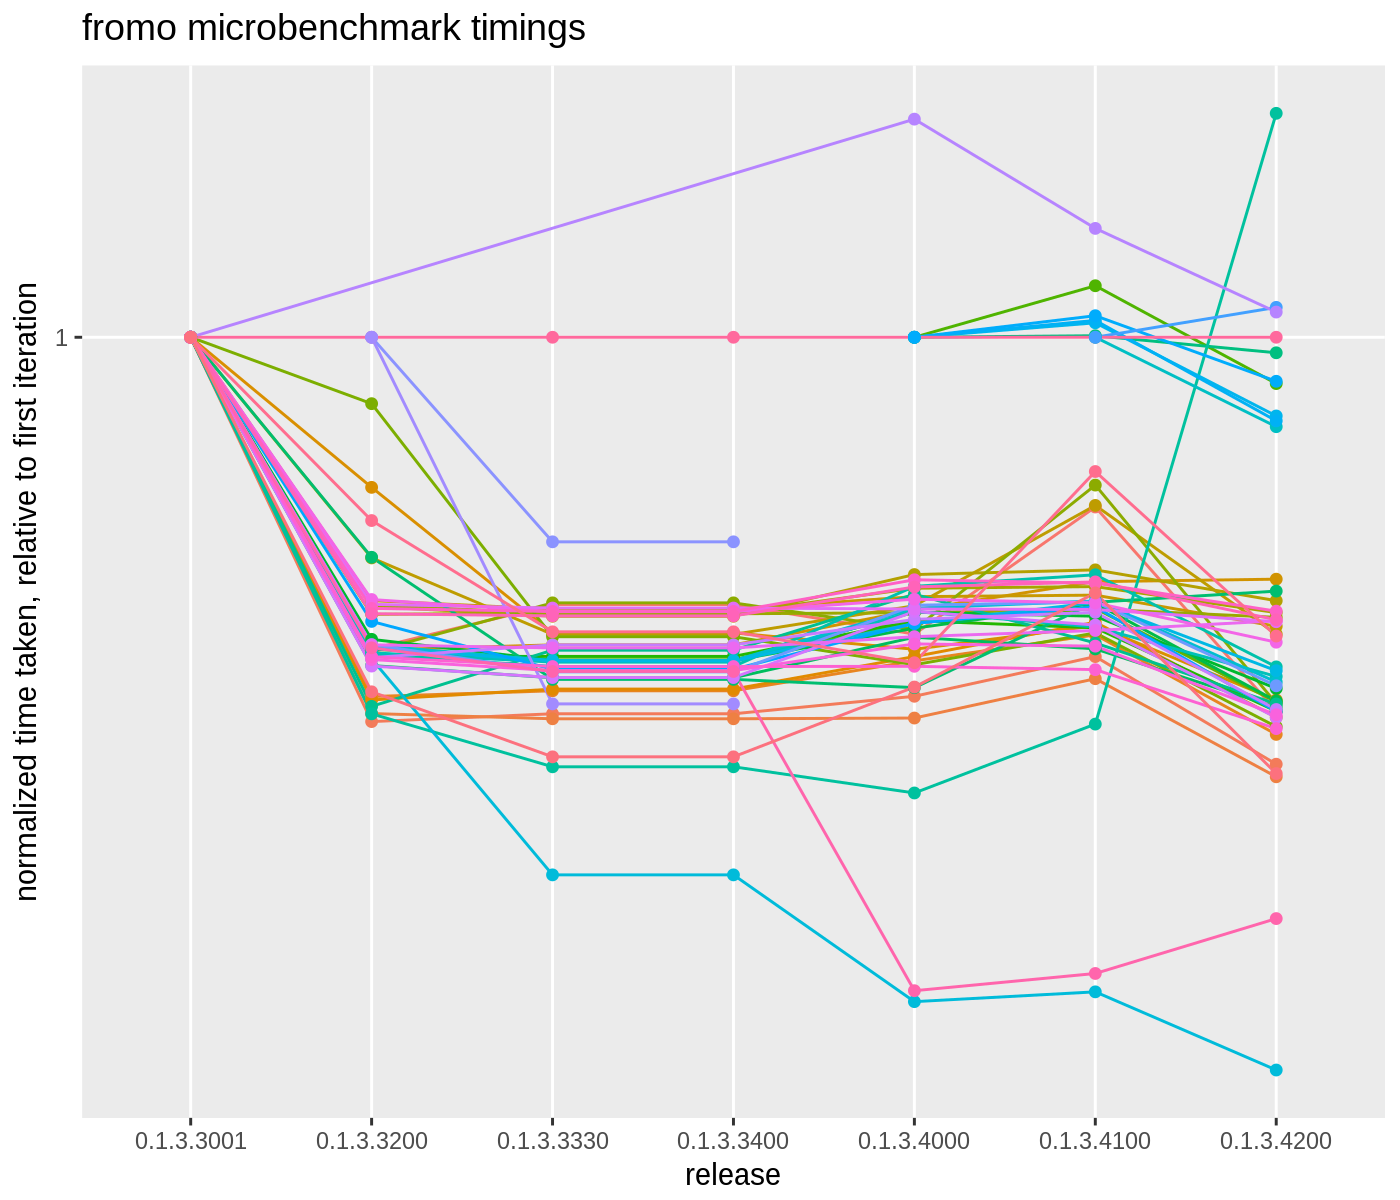 fromo microbenchmark timings
normalized time taken, relative to first iteration
1
0.1.3.3001 0.1.3.3200 0.1.3.3330 0.1.3.3400 0.1.3.4000 0.1.3.4100 0.1.3.4200
release